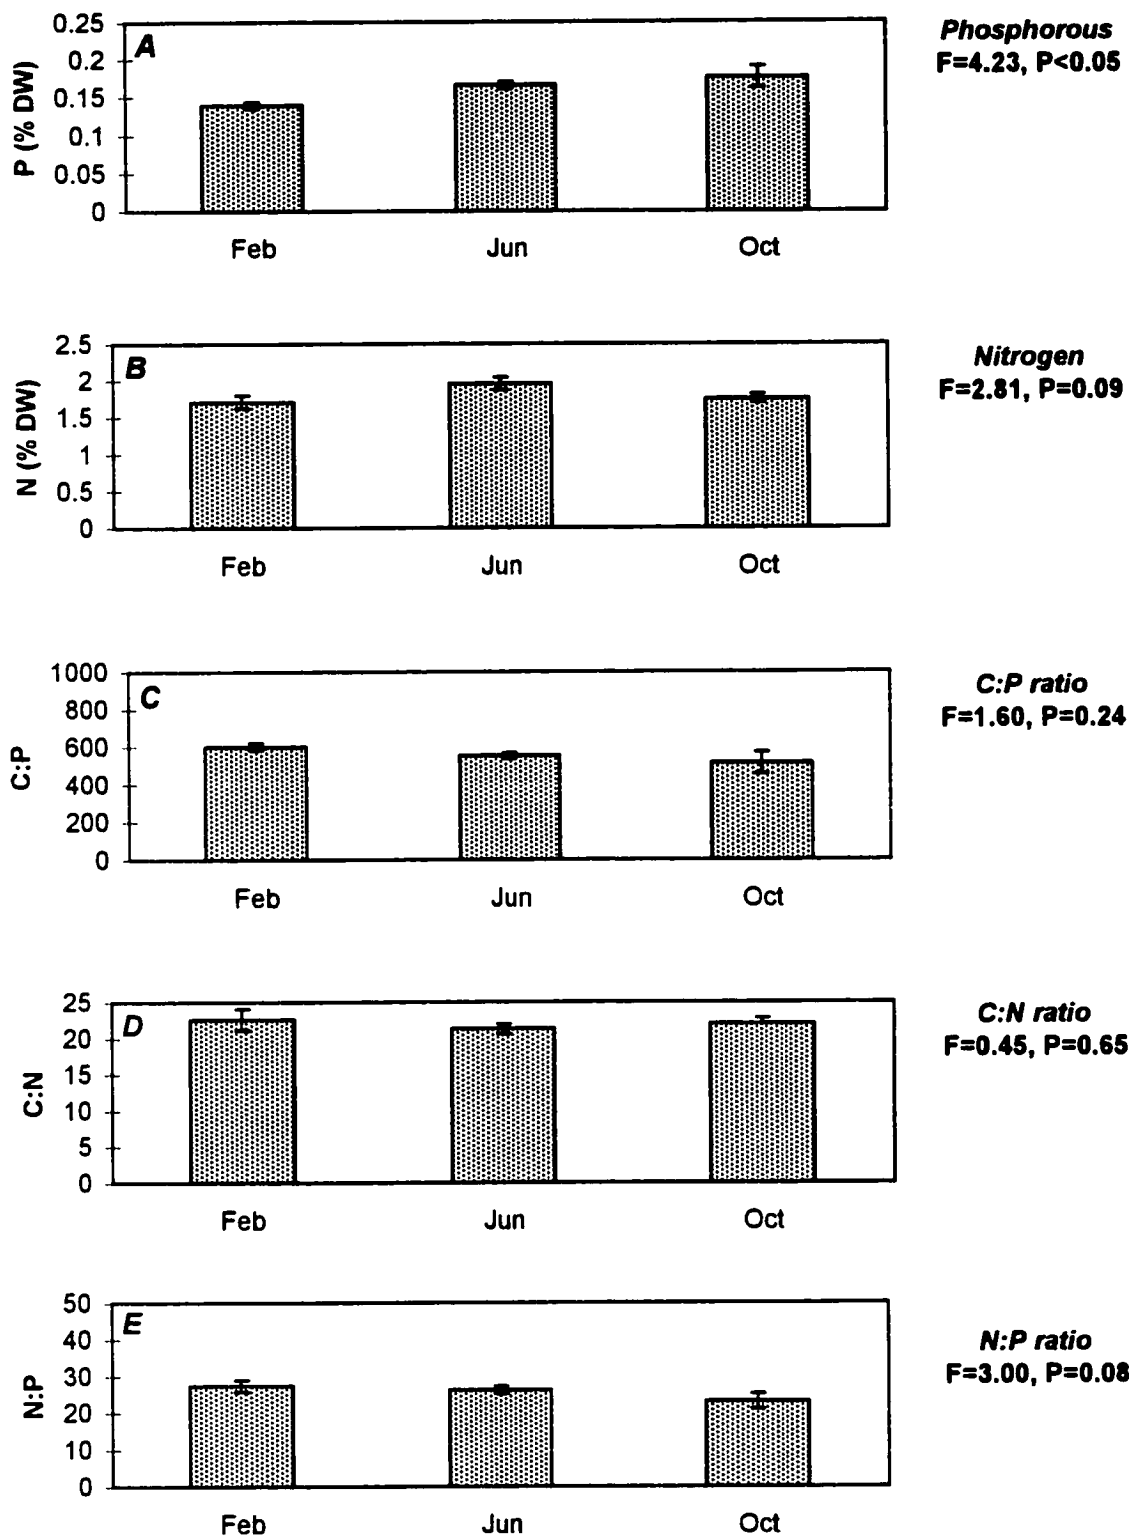 Phosphorous
F=4.23, P<0.05
A
P (% DW)
0.25
0.2
0.15
0.1
0.05
0
Feb Jun Oct
Nitrogen
F=2.81, P=0.09
B
N (% DW)
2.5
2
1.5
1
0.5
0
Feb Jun Oct
C:P ratio
F=1.60, P=0.24
C
C:P
1000
800
600
400
200
0
Feb Jun Oct
C:N ratio
F=0.45, P=0.65
D
C:N
25
20
15
10
5
0
Feb Jun Oct
N:P ratio
F=3.00, P=0.08
E
N:P
50
40
30
20
10
0
Feb Jun Oct